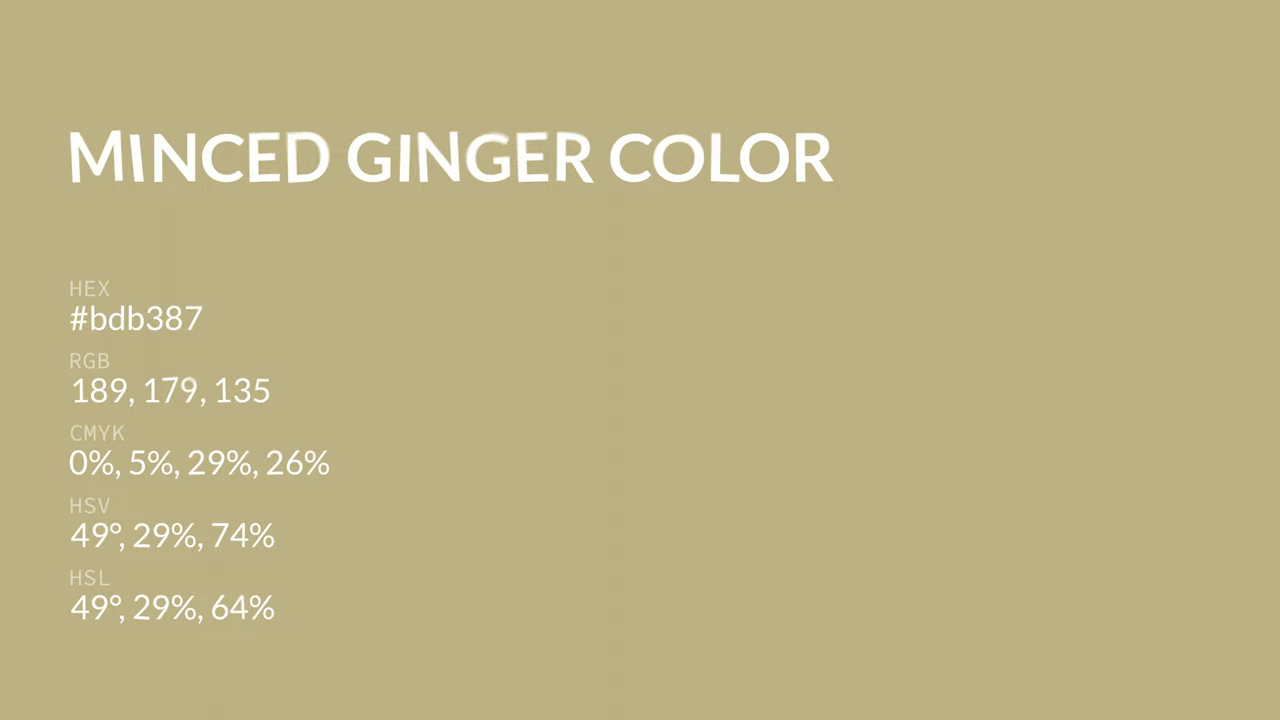 MINCED GINGER COLOR
HEX
#bdb387
RGB
189, 179, 135
CMYK
0%, 5%, 29%, 26%
HSV
49°, 29%, 74%
HSL
49°, 29%, 64%